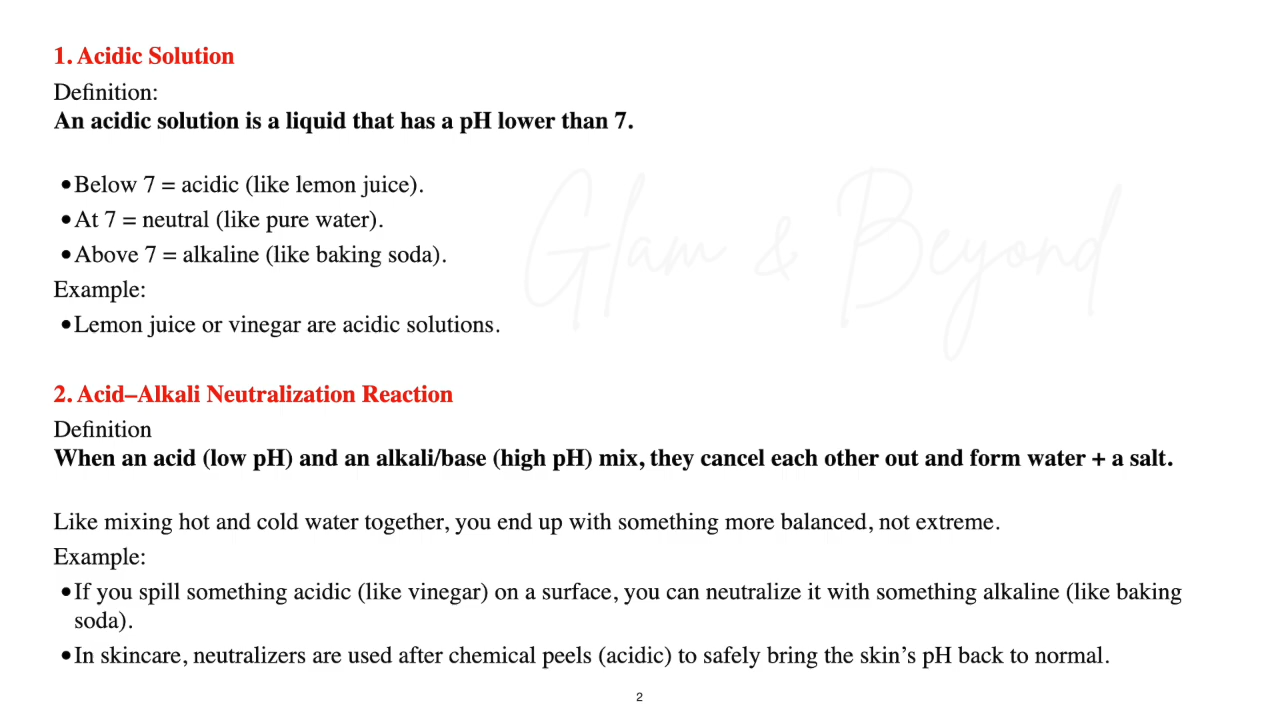 1. Acidic Solution
Definition:
An acidic solution is a liquid that has a pH lower than 7.
•Below 7 = acidic (like lemon juice).
•At 7 = neutral (like pure water).
•Above 7 = alkaline (like baking soda).
Glam & Beyond
Example:
•Lemon juice or vinegar are acidic solutions.
2. Acid–Alkali Neutralization Reaction
Definition
When an acid (low pH) and an alkali/base (high pH) mix, they cancel each other out and form water + a salt.
Like mixing hot and cold water together, you end up with something more balanced, not extreme.
Example:
•If you spill something acidic (like vinegar) on a surface, you can neutralize it with something alkaline (like baking
soda).
•In skincare, neutralizers are used after chemical peels (acidic) to safely bring the skin’s pH back to normal.
2